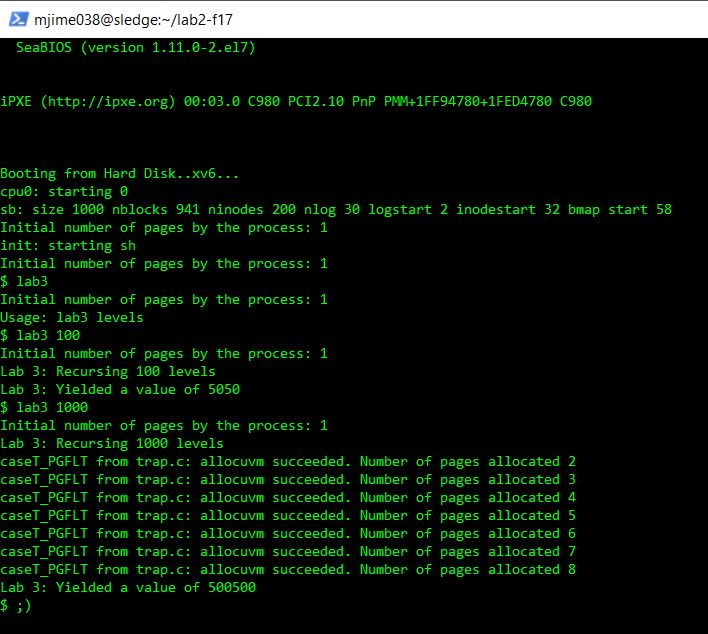 mjime038@sledge:~/lab2-f17
SeaBIOS (version 1.11.0-2.el7)
iPXE (http://ipxe.org) 00:03.0 C980 PCI2.10 PnP PMM+1FF94780+1FED4780 C980
Booting from Hard Disk..xv6...
cpu0: starting 0
sb: size 1000 nblocks 941 ninodes 200 nlog 30 logstart 2 inodestart 32 bmap start 58
Initial number of pages by the process: 1
init: starting sh
Initial number of pages by the process: 1
$ lab3
Initial number of pages by the process: 1
Usage: lab3 levels
$ lab3 100
Initial number of pages by the process: 1
Lab 3: Recursing 100 levels
Lab 3: Yielded a value of 5050
$ lab3 1000
Initial number of pages by the process: 1
Lab 3: Recursing 1000 levels
caseT_PGFLT from trap.c: allocuvm succeeded. Number of pages allocated 2
caseT_PGFLT from trap.c: allocuvm succeeded. Number of pages allocated 3
caseT_PGFLT from trap.c: allocuvm succeeded. Number of pages allocated 4
caseT_PGFLT from trap.c: allocuvm succeeded. Number of pages allocated 5
caseT_PGFLT from trap.c: allocuvm succeeded. Number of pages allocated 6
caseT_PGFLT from trap.c: allocuvm succeeded. Number of pages allocated 7
caseT_PGFLT from trap.c: allocuvm succeeded. Number of pages allocated 8
Lab 3: Yielded a value of 500500
$ ;)